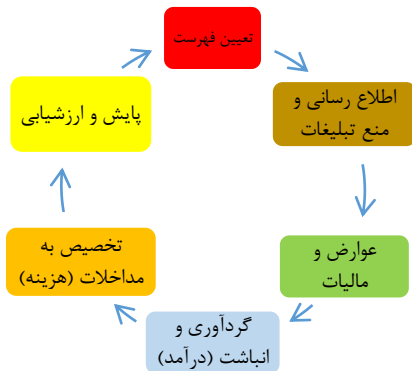 تعیین فهرست
اطلاع رسانی و
منع تبلیغات
عوارض و
مالیات
گردآوری و
انباشت (درآمد)
تخصیص به
مداخلات (هزینه)
پایش و ارزشیابی